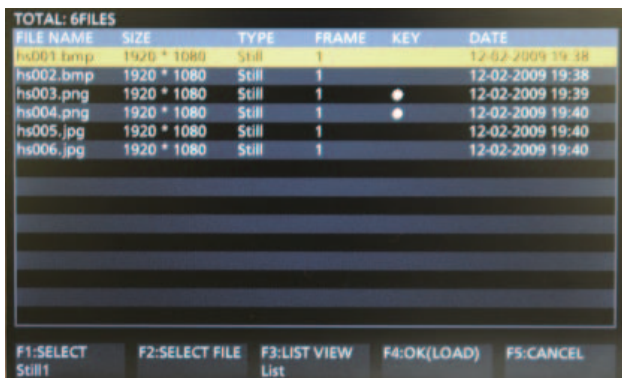 TOTAL: 6FILES
FILE NAME SIZE TYPE FRAME KEY DATE
hs001.bmp 1920 * 1080 Still 1 12-02-2009 19:38
hs002.bmp 1920 * 1080 Still 1 12-02-2009 19:38
hs003.png 1920 * 1080 Still 1 ● 12-02-2009 19:39
hs004.png 1920 * 1080 Still 1 ● 12-02-2009 19:40
hs005.jpg 1920 * 1080 Still 1 12-02-2009 19:40
hs006.jpg 1920 * 1080 Still 1 12-02-2009 19:40
F1:SELECT F2:SELECT FILE F3:LIST VIEW F4:OK(LOAD) F5:CANCEL
Still1 List